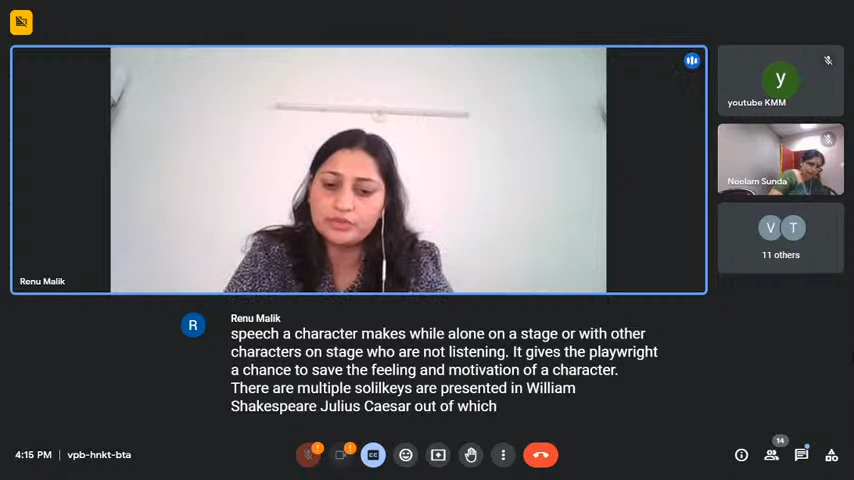 y
youtube KMM
Neelam Sunda
V T
11 others
Renu Malik
R
Renu Malik
speech a character makes while alone on a stage or with other
characters on stage who are not listening. It gives the playwright
a chance to save the feeling and motivation of a character.
There are multiple solilkeys are presented in William
Shakespeare Julius Caesar out of which
4:15 PM | vpb-hnkt-bta
CC
14